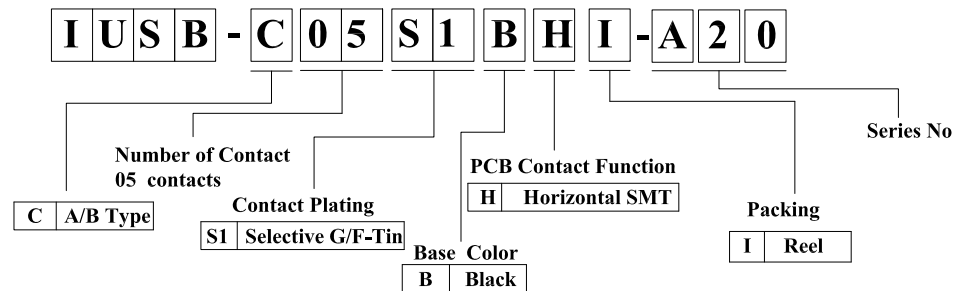 IUSB-C05S1BHI-A20
Series No
Number of Contact
05 contacts
PCB Contact Function
H Horizontal SMT
C A/B Type
Contact Plating
S1 Selective G/F-Tin
Packing
I Reel
Base Color
B Black